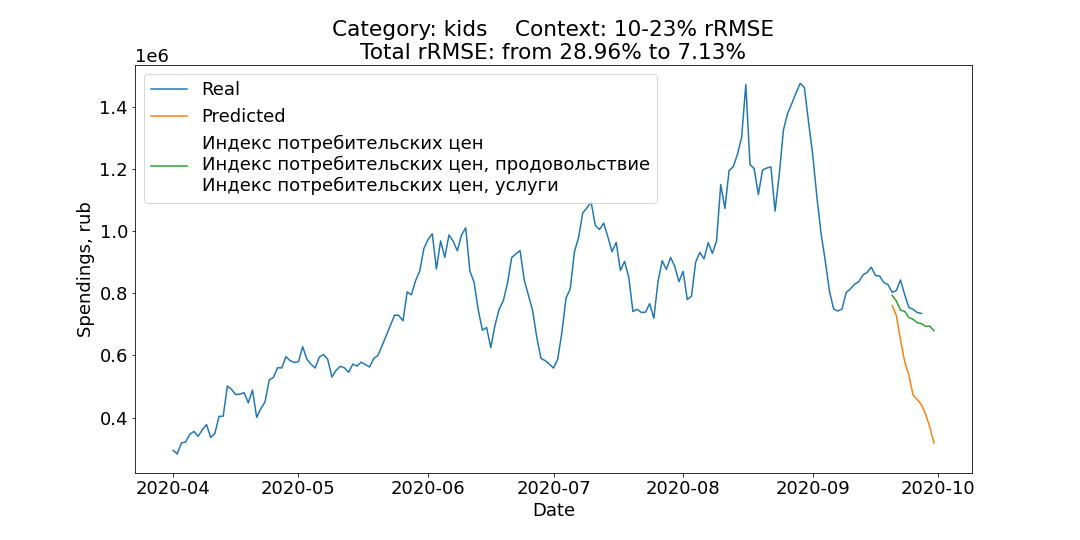 Category: kids    Context: 10-23% rRMSE
Total rRMSE: from 28.96% to 7.13%
1e6
Real
Predicted
Индекс потребительских цен
Индекс потребительских цен, продовольствие
Индекс потребительских цен, услуги
Spendings, rub
1.4
1.2
1.0
0.8
0.6
0.4
2020-04 2020-05 2020-06 2020-07 2020-08 2020-09 2020-10
Date